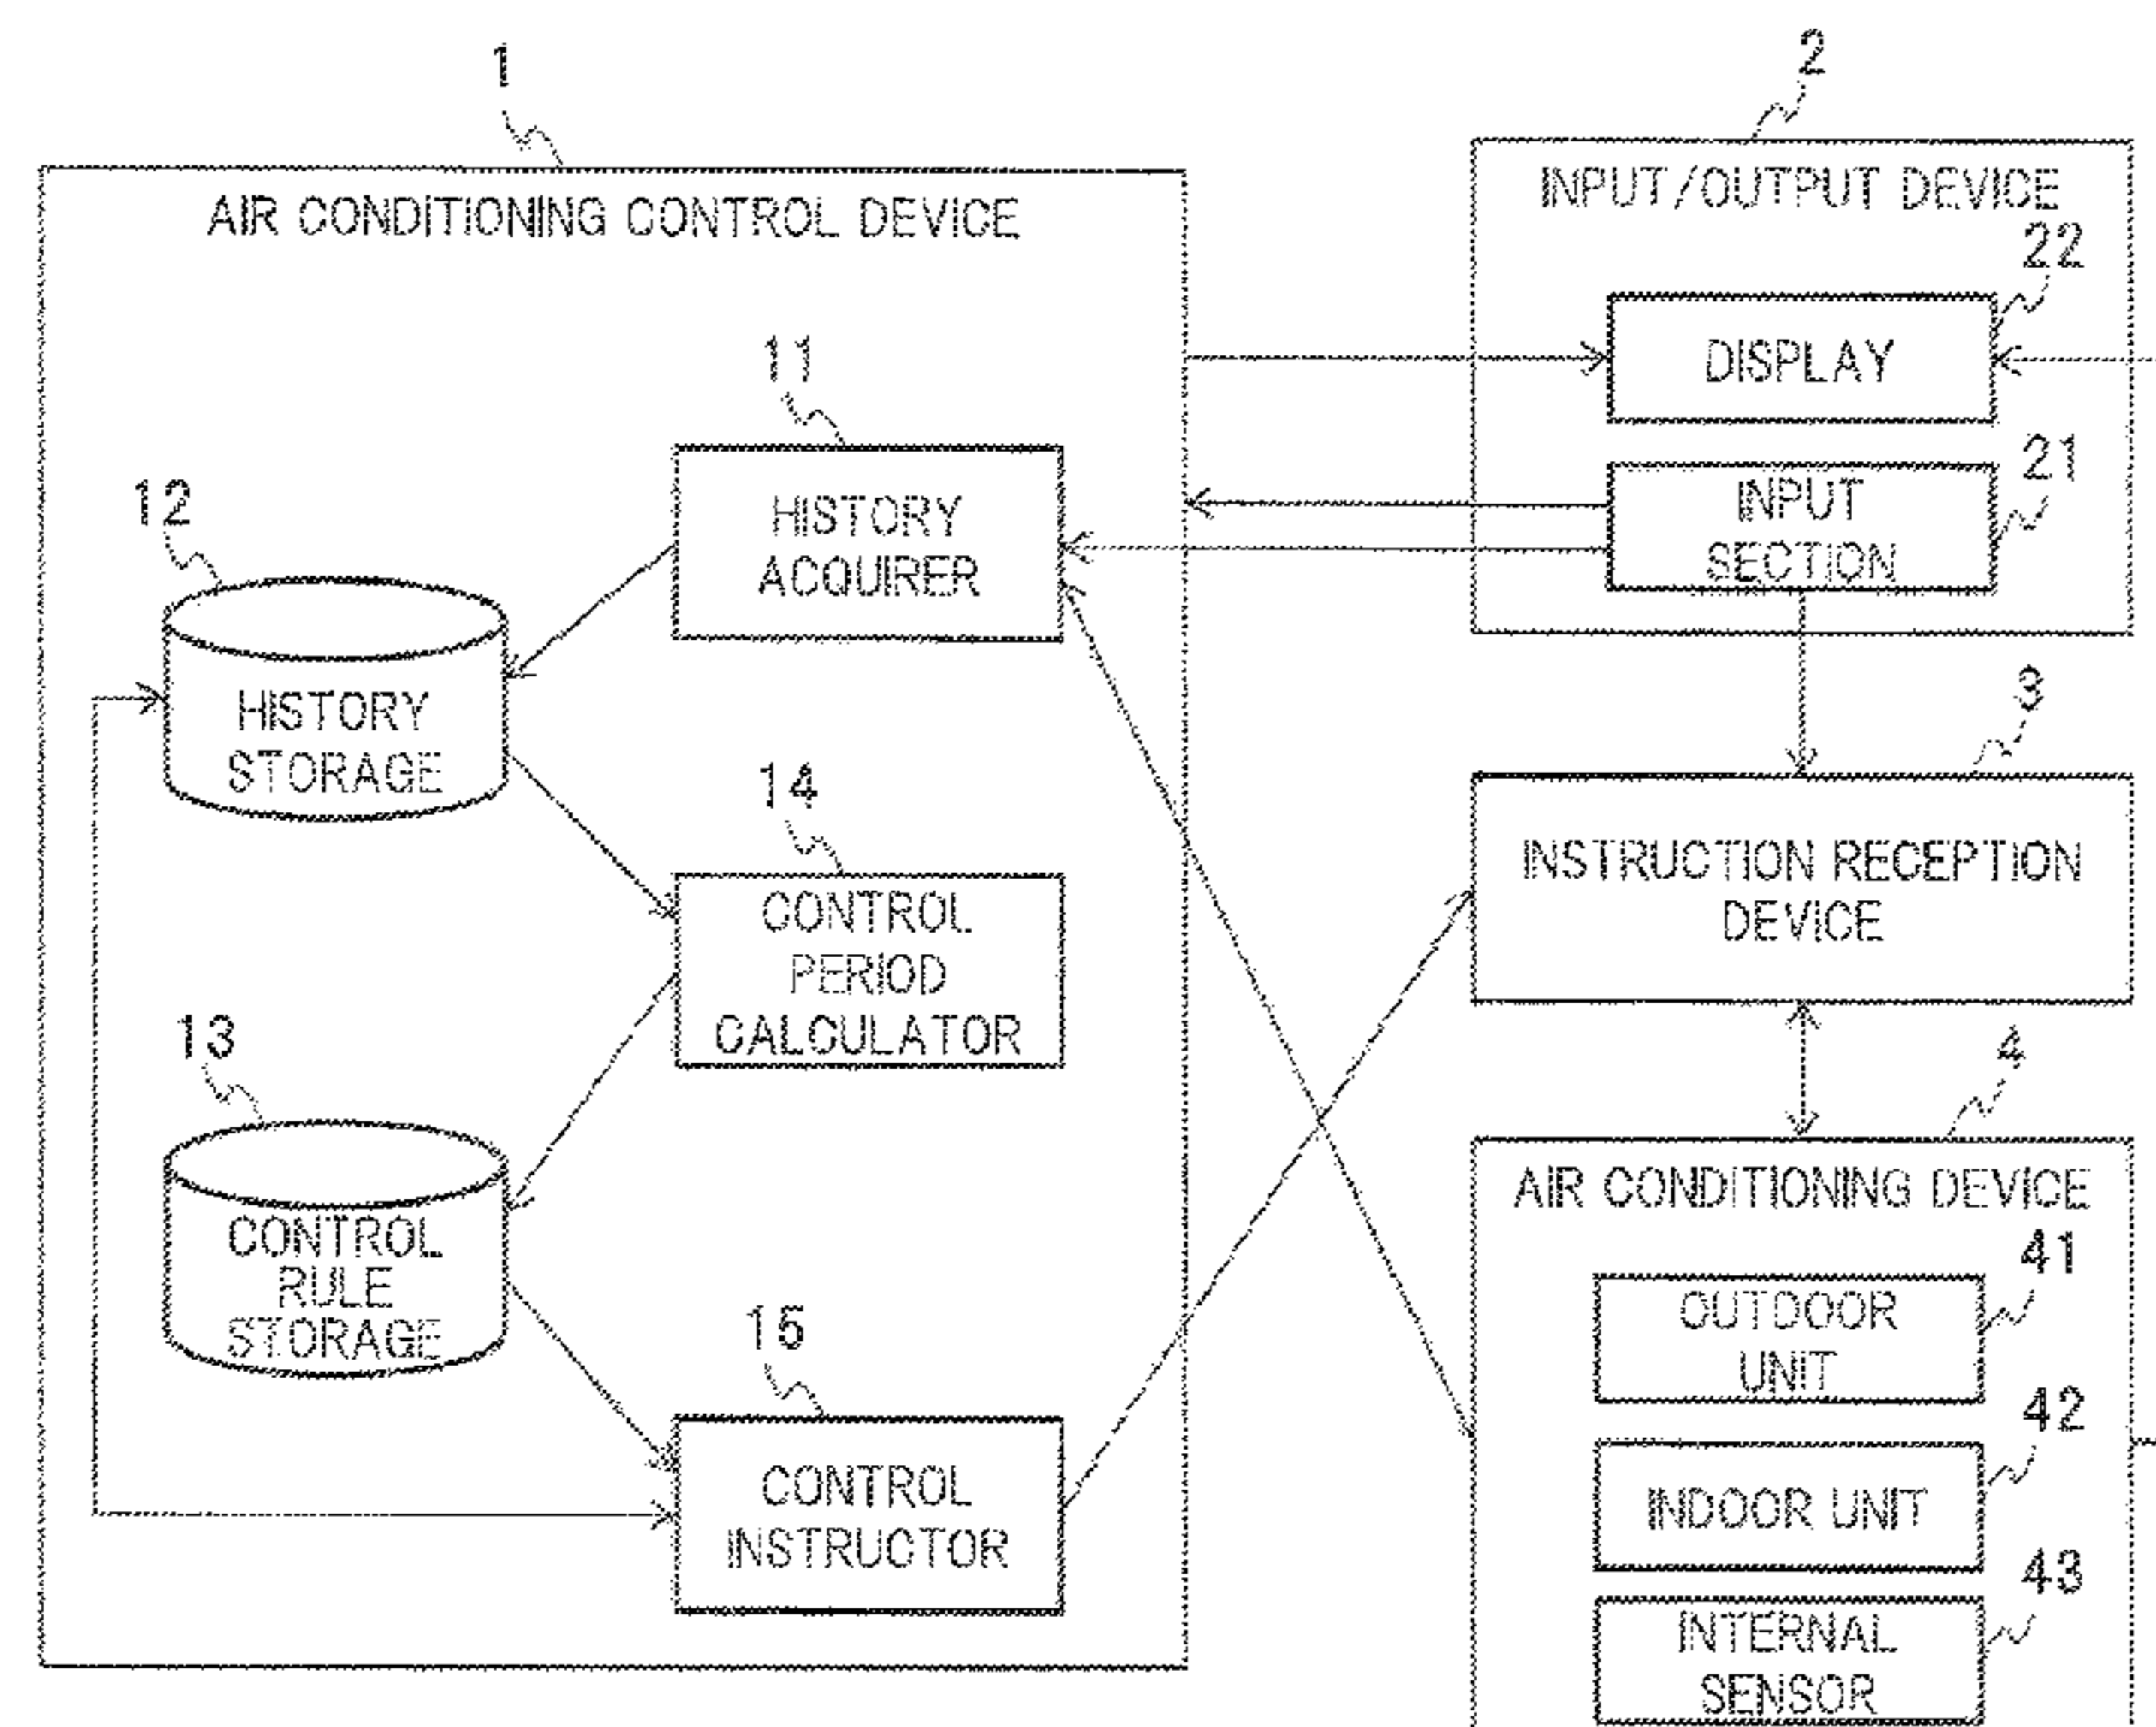 1
AIR CONDITIONING CONTROL DEVICE
11
HISTORY
ACQUIRER
12
HISTORY
STORAGE
14
CONTROL
PERIOD
CALCULATOR
13
CONTROL
RULE
STORAGE
15
CONTROL
INSTRUCTOR
2
INPUT/OUTPUT DEVICE
22
DISPLAY
21
INPUT
SECTION
3
INSTRUCTION RECEPTION
DEVICE
4
AIR CONDITIONING DEVICE
41
OUTDOOR
UNIT
42
INDOOR UNIT
43
INTERNAL
SENSOR